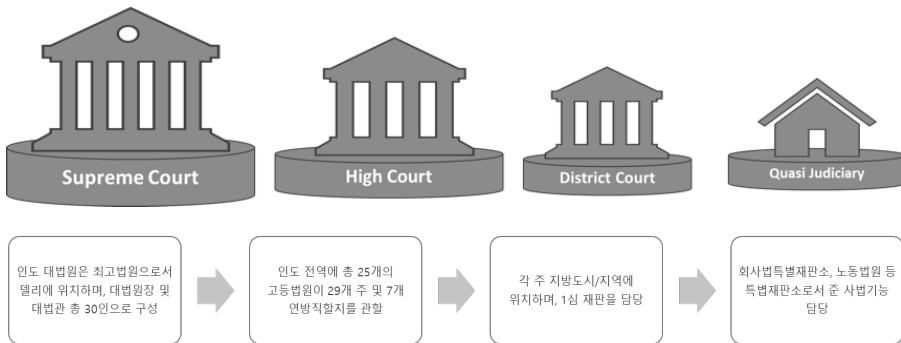 Supreme Court
High Court
District Court
Quasi Judiciary
인도 대법원은 최고법원으로서
델리에 위치하며, 대법원장 및
대법관 총 30인으로 구성
인도 전역에 총 25개의
고등법원이 29개 주 및 7개
연방직할지를 관할
각 주 지방도시/지역에
위치하며, 1심 재판을 담당
회사법특별재판소, 노동법원 등
특볍재판소로서 준 사법기능
담당